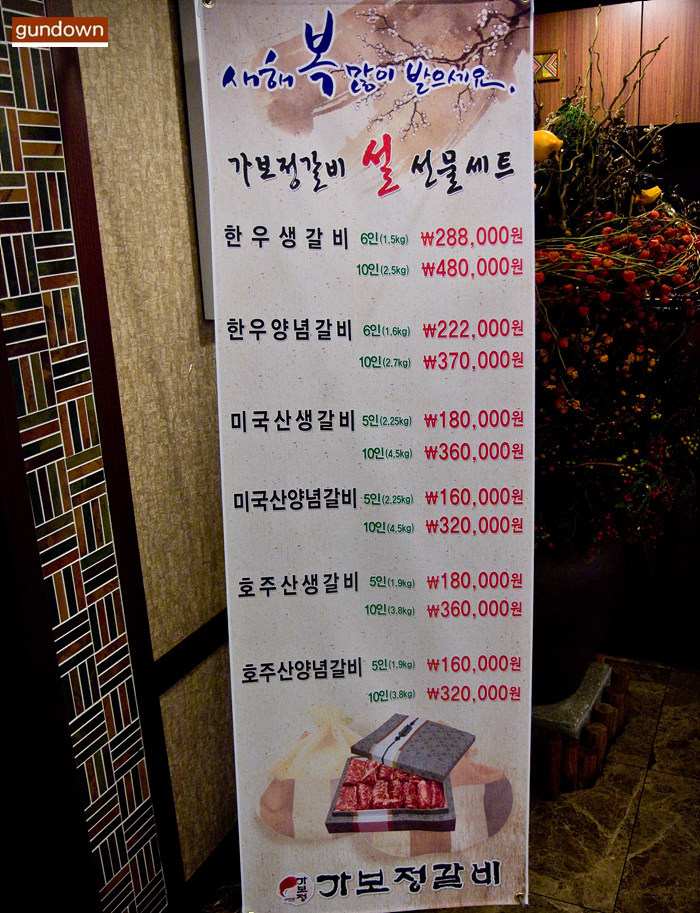 gundown
새해 복 많이 받으세요.
가보정갈비 설 선물세트
한우생갈비 6인(1.5kg) ₩288,000원
10인(2.5kg) ₩480,000원
한우양념갈비 6인(1.6kg) ₩222,000원
10인(2.7kg) ₩370,000원
미국산생갈비 5인(2.25kg) ₩180,000원
10인(4.5kg) ₩360,000원
미국산양념갈비 5인(2.25kg) ₩160,000원
10인(4.5kg) ₩320,000원
호주산생갈비 5인(1.9kg) ₩180,000원
10인(3.8kg) ₩360,000원
호주산양념갈비 5인(1.9kg) ₩160,000원
10인(3.8kg) ₩320,000원
가보정 가보정갈비